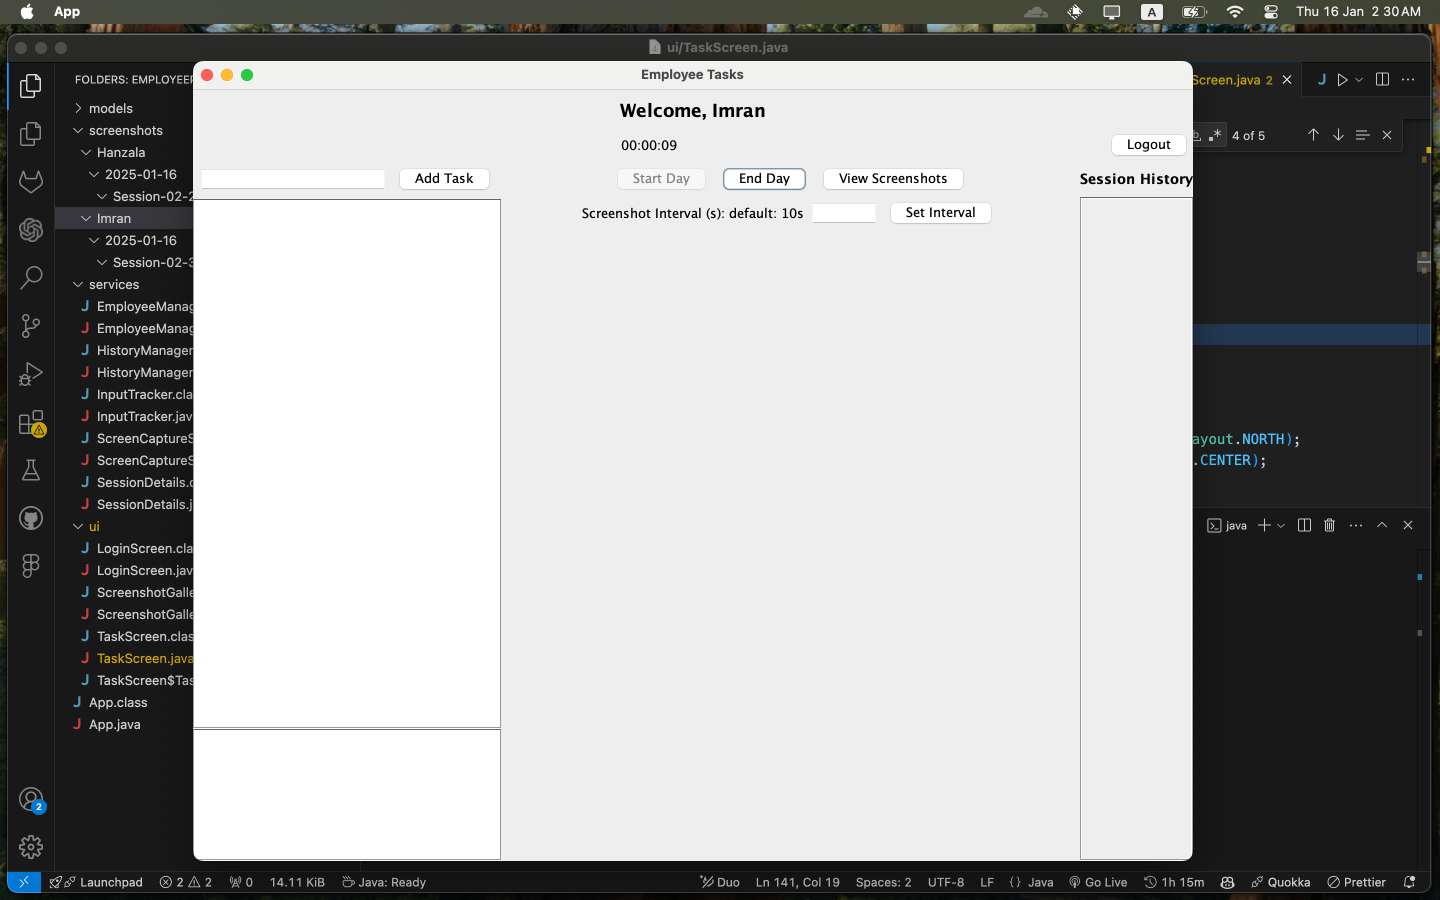 App
A
Thu 16 Jan 2 30 AM
ui/TaskScreen.java
FOLDERS: EMPLOYEER
models
screenshots
Hanzala
2025-01-16
Session-02-2
Imran
2025-01-16
Session-02-3
services
J EmployeeManag
J EmployeeManag
J HistoryManager
J HistoryManager
J InputTracker.cla
J InputTracker.jav
J ScreenCaptureS
J ScreenCaptureS
J SessionDetails.c
J SessionDetails.j
ui
J LoginScreen.cla
J LoginScreen.jav
J ScreenshotGalle
J ScreenshotGalle
J TaskScreen.clas
J TaskScreen.java
J TaskScreen$Tas
J App.class
J App.java
2
Employee Tasks
Welcome, Imran
00:00:09
Logout
Add Task
Start Day
End Day
View Screenshots
Session History
Screenshot Interval (s): default: 10s
Set Interval
Screen.java 2
J
4 of 5
ayout.NORTH);
.CENTER);
java
Launchpad
2
2
0
14.11 KiB
Java: Ready
Duo
Ln 141, Col 19
Spaces: 2
UTF-8
LF
{ } Java
Go Live
1h 15m
Quokka
Prettier